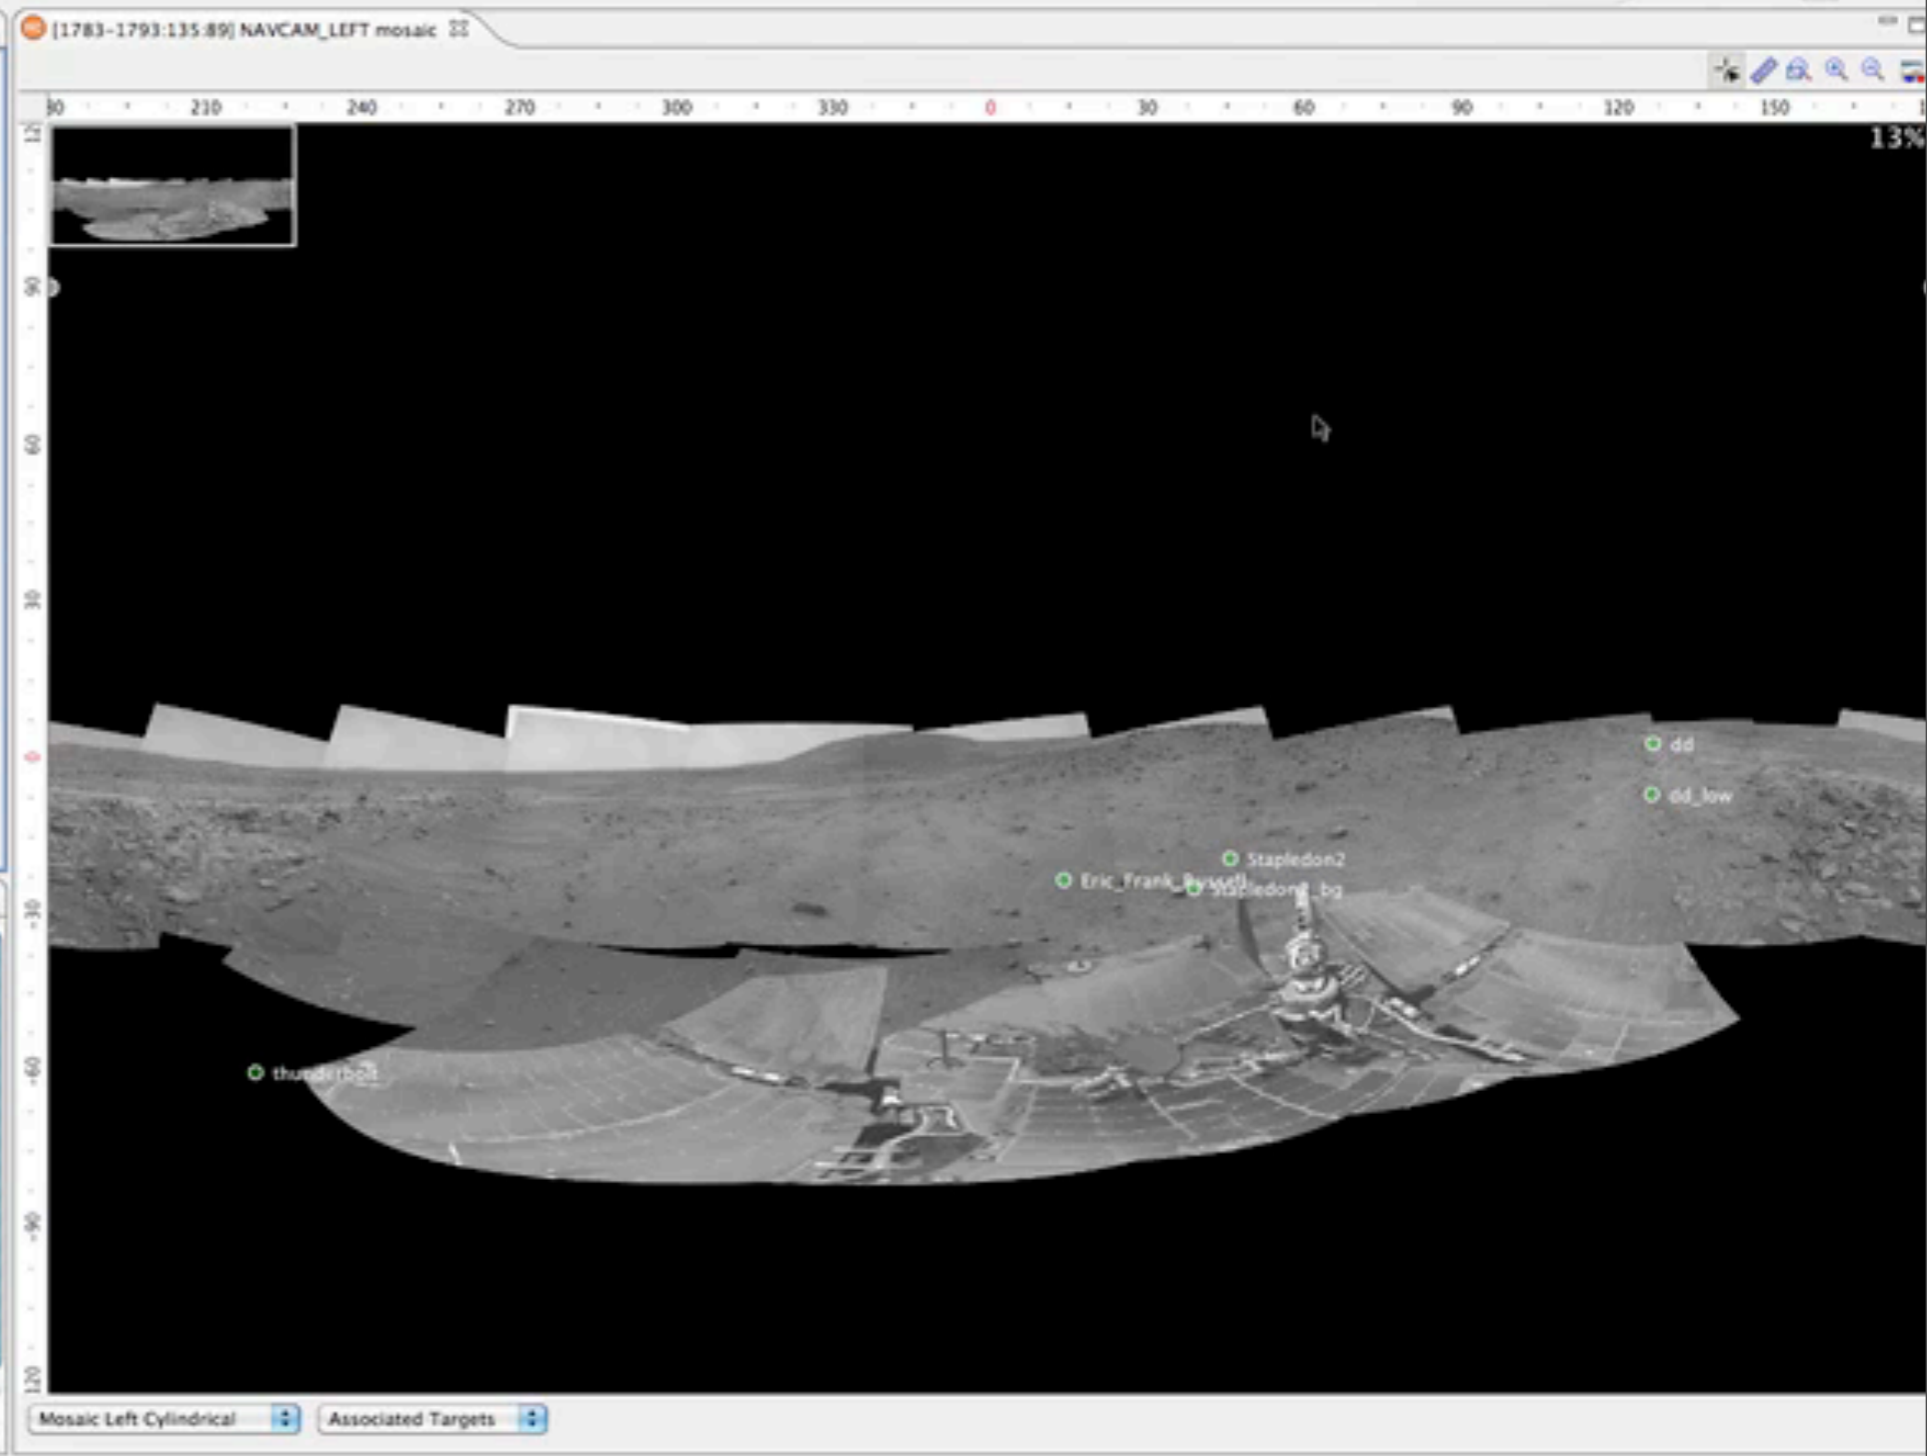 [1783-1793:135:89] NAVCAM_LEFT mosaic
30 210 240 270 300 330 0 30 60 90 120 150
13%
90
60
30
0
-30
-60
-90
120
dd
dd_low
Stapledon2
Eric_Frank_Russell
thunderbolt
Mosaic Left Cylindrical
Associated Targets